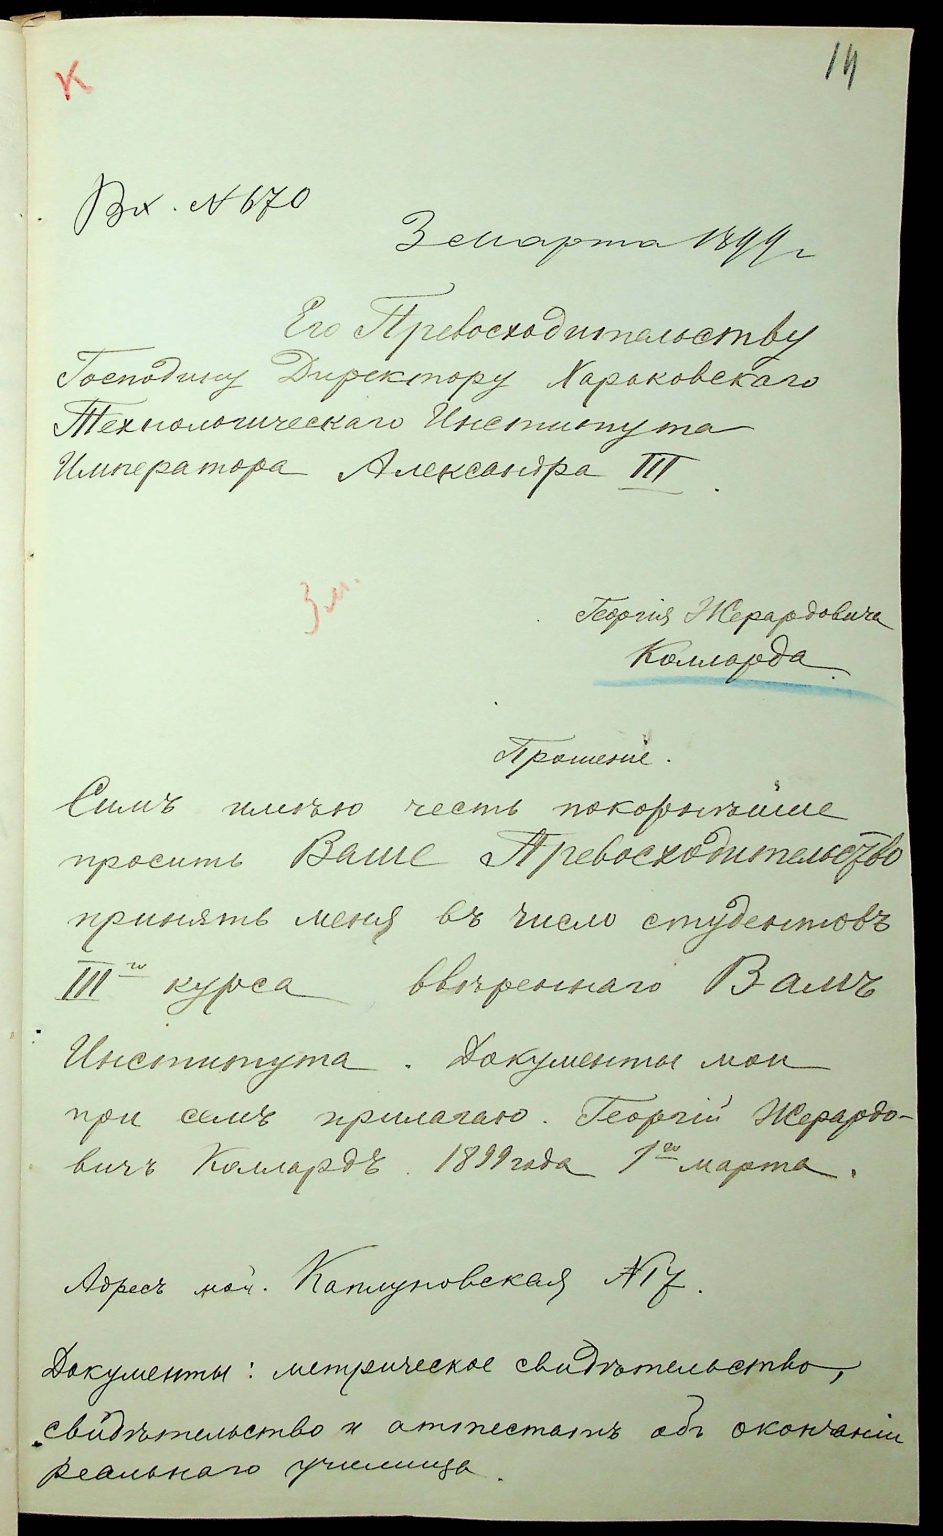 К
14
Вх. № 670
3 марта 1899 г
Его Превосходительству
Господину Директору Харьковскаго
Технологическаго Института
Императора Александра III.
3 м.
Георгія Жерардовича
Колларда
Прошеніе.
Симъ имѣю честь покорнѣйше
просить Ваше Превосходительство
принять меня въ число студентовъ
III го курса ввѣреннаго Вамъ
Института. Документы мои
при семъ прилагаю. Георгій Жерардо-
вичъ Коллардъ. 1899 года 1 го марта.
Адресъ мой. Каплуновская № 17.
Документы: метрическое свидѣтельство,
свидѣтельство и аттестатъ объ окончаніи
реальнаго училища.